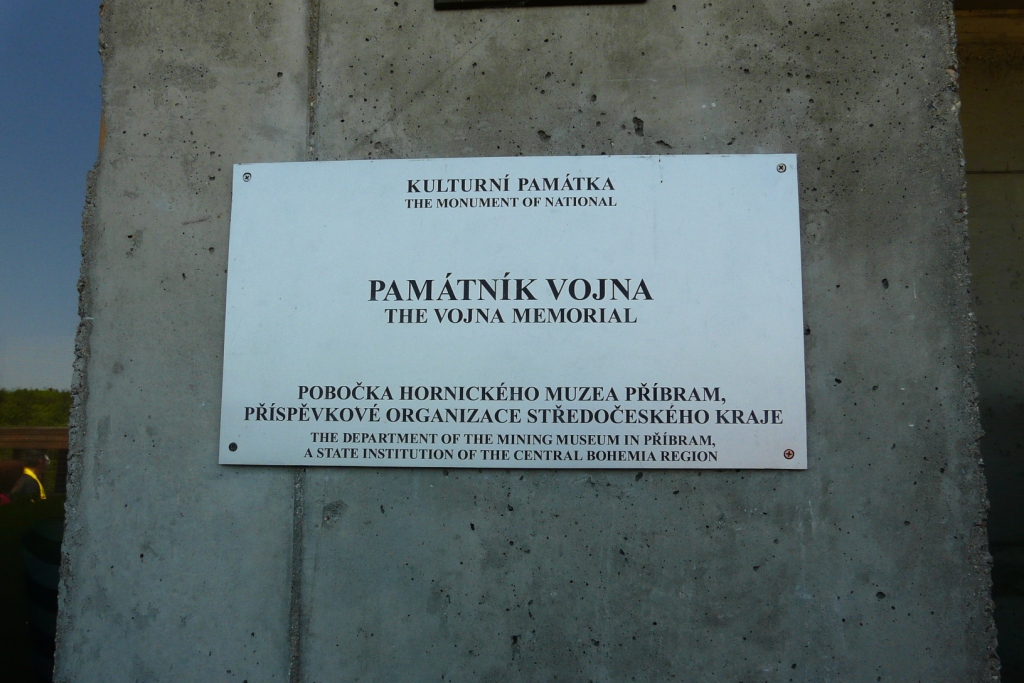 KULTURNÍ PAMÁTKA
THE MONUMENT OF NATIONAL
PAMÁTNÍK VOJNA
THE VOJNA MEMORIAL
POBOČKA HORNICKÉHO MUZEA PŘÍBRAM,
PŘÍSPĚVKOVÉ ORGANIZACE STŘEDOČESKÉHO KRAJE
THE DEPARTMENT OF THE MINING MUSEUM IN PŘÍBRAM,
A STATE INSTITUTION OF THE CENTRAL BOHEMIA REGION